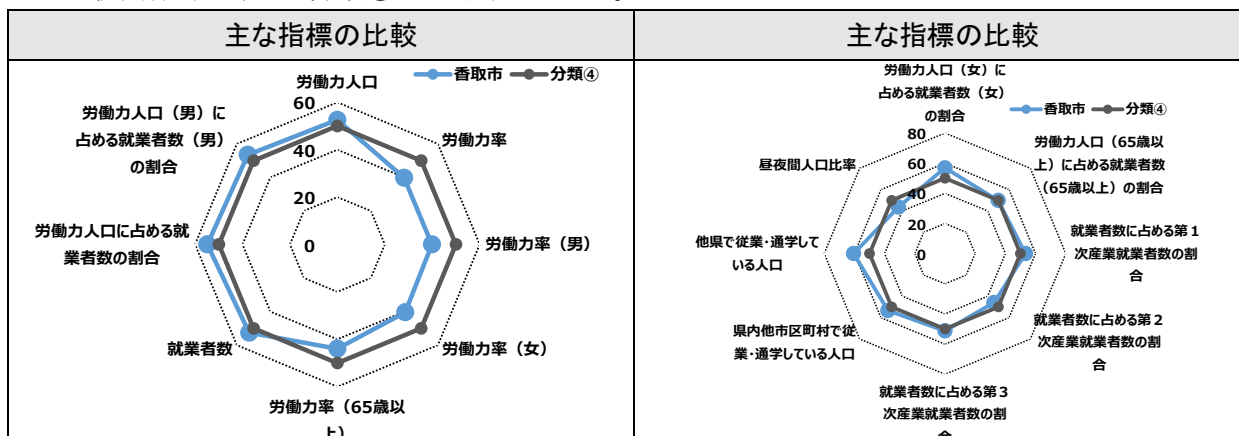 主な指標の比較
主な指標の比較
香取市 分類④
労働力人口
労働力率
労働力率（男）
労働力率（女）
労働力率（65歳以
上）
就業者数
労働力人口に占める就
業者数の割合
労働力人口（男）に
占める就業者数（男）
の割合
60
40
20
0
労働力人口（女）に
占める就業者数（女）
の割合
香取市 分類④
労働力人口（65歳以
上）に占める就業者数
（65歳以上）の割合
就業者数に占める第１
次産業就業者数の割
合
就業者数に占める第２
次産業就業者数の割
合
就業者数に占める第３
次産業就業者数の割
合
県内他市区町村で従
業・通学している人口
他県で従業・通学して
いる人口
昼夜間人口比率
80
60
40
20
0